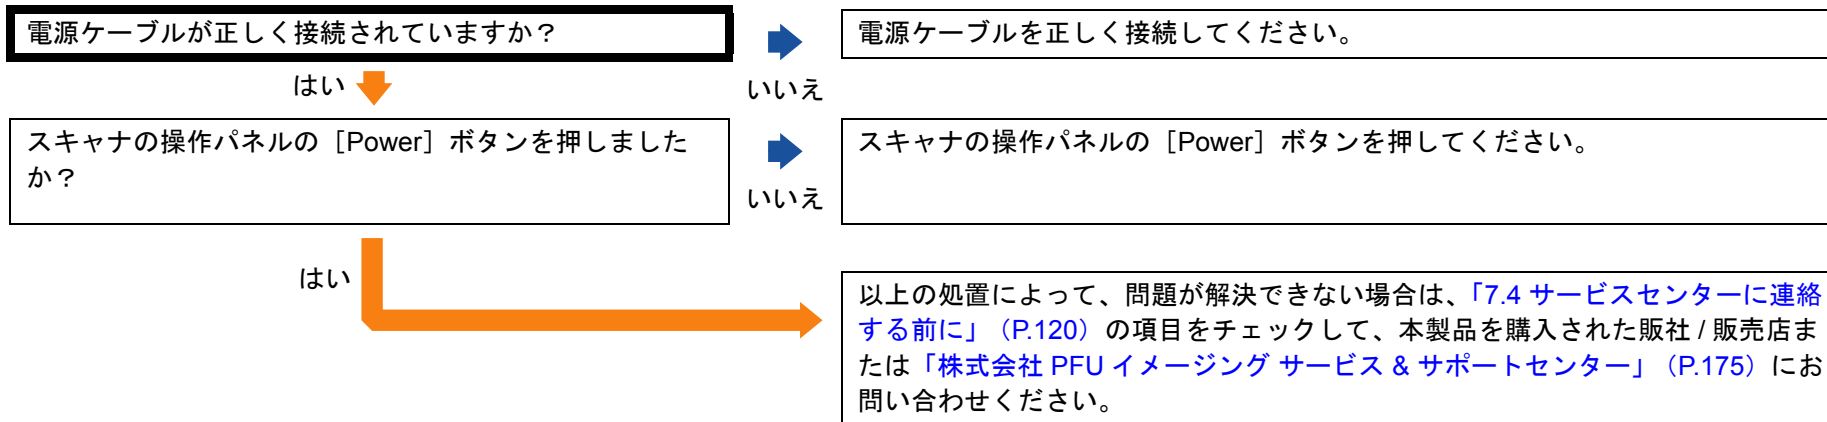 電源ケーブルが正しく接続されていますか？
電源ケーブルを正しく接続してください。
はい
いいえ
スキャナの操作パネルの［Power］ボタンを押しました
か？
スキャナの操作パネルの［Power］ボタンを押してください。
いいえ
はい
以上の処置によって、問題が解決できない場合は、「7.4 サービスセンターに連絡
する前に」（P.120）の項目をチェックして、本製品を購入された販社 / 販売店ま
たは「株式会社 PFU イメージング サービス & サポートセンター」（P.175）にお
問い合わせください。